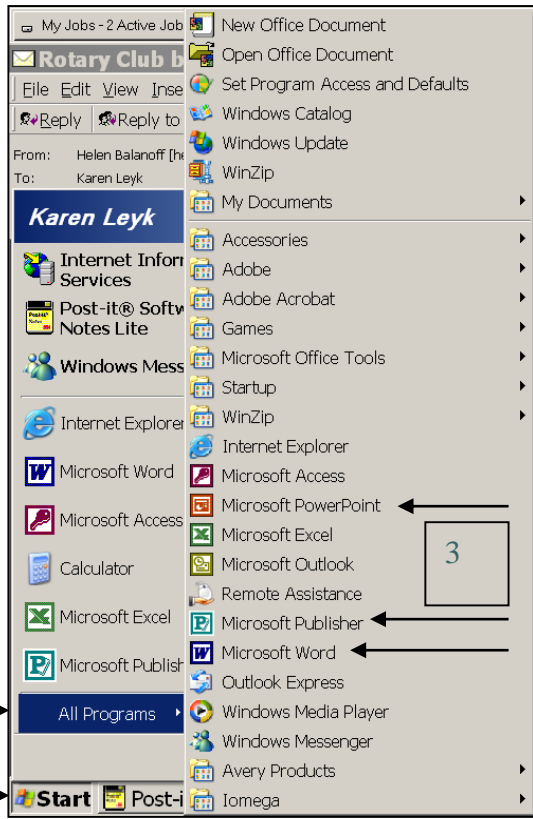 My Jobs - 2 Active Job
Rotary Club b
File Edit View Inse
Reply Reply to
From: Helen Balanoff [he
To: Karen Leyk
Karen Leyk
Internet Inforr
Services
Post-it® Softw
Notes Lite
Windows Mess
Internet Explorer
Microsoft Word
Microsoft Access
Calculator
Microsoft Excel
Microsoft Publish
All Programs
Start Post-i
New Office Document
Open Office Document
Set Program Access and Defaults
Windows Catalog
Windows Update
WinZip
My Documents
Accessories
Adobe
Adobe Acrobat
Games
Microsoft Office Tools
Startup
WinZip
Internet Explorer
Microsoft Access
Microsoft PowerPoint
Microsoft Excel
Microsoft Outlook
Remote Assistance
Microsoft Publisher
Microsoft Word
Outlook Express
Windows Media Player
Windows Messenger
Avery Products
Iomega
3